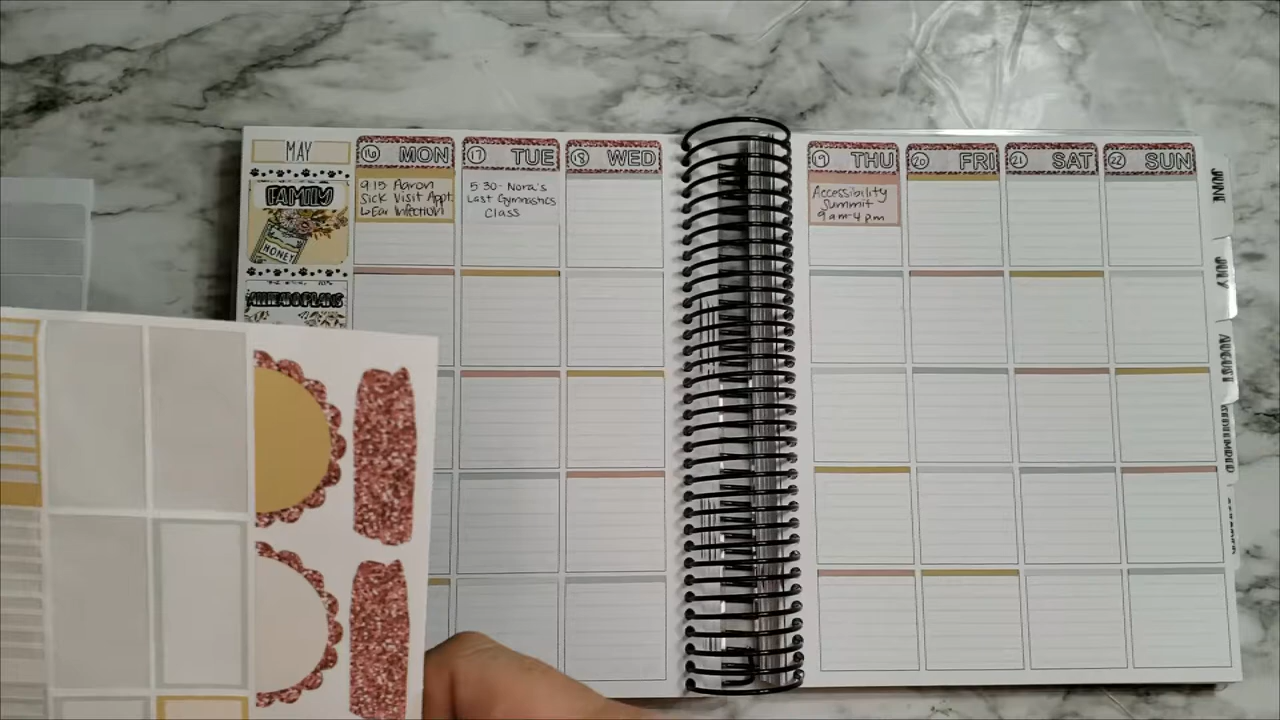 MAY
16 MON
17 TUE
18 WED
19 THU
20 FRI
21 SAT
22 SUN
FAMILY
HONEY
9:15 Aaron
Sick Visit Appt.
Ear Infection
5:30 - Nora's
Last Gymnastics
Class
Accessibility
Summit
9am-4pm
JUNE
JULY
AUGUST